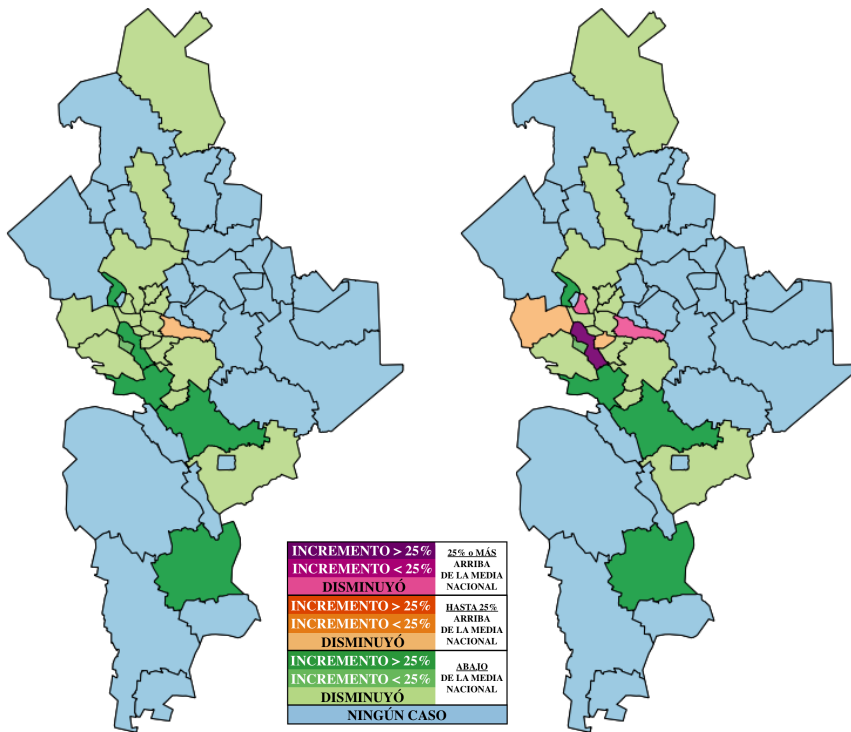 INCREMENTO > 25%
INCREMENTO < 25%
DISMINUYÓ
25% o MÁS
ARRIBA
DE LA MEDIA
NACIONAL
INCREMENTO > 25%
INCREMENTO < 25%
DISMINUYÓ
HASTA 25%
ARRIBA
DE LA MEDIA
NACIONAL
INCREMENTO > 25%
INCREMENTO < 25%
DISMINUYÓ
ABAJO
DE LA MEDIA
NACIONAL
NINGÚN CASO